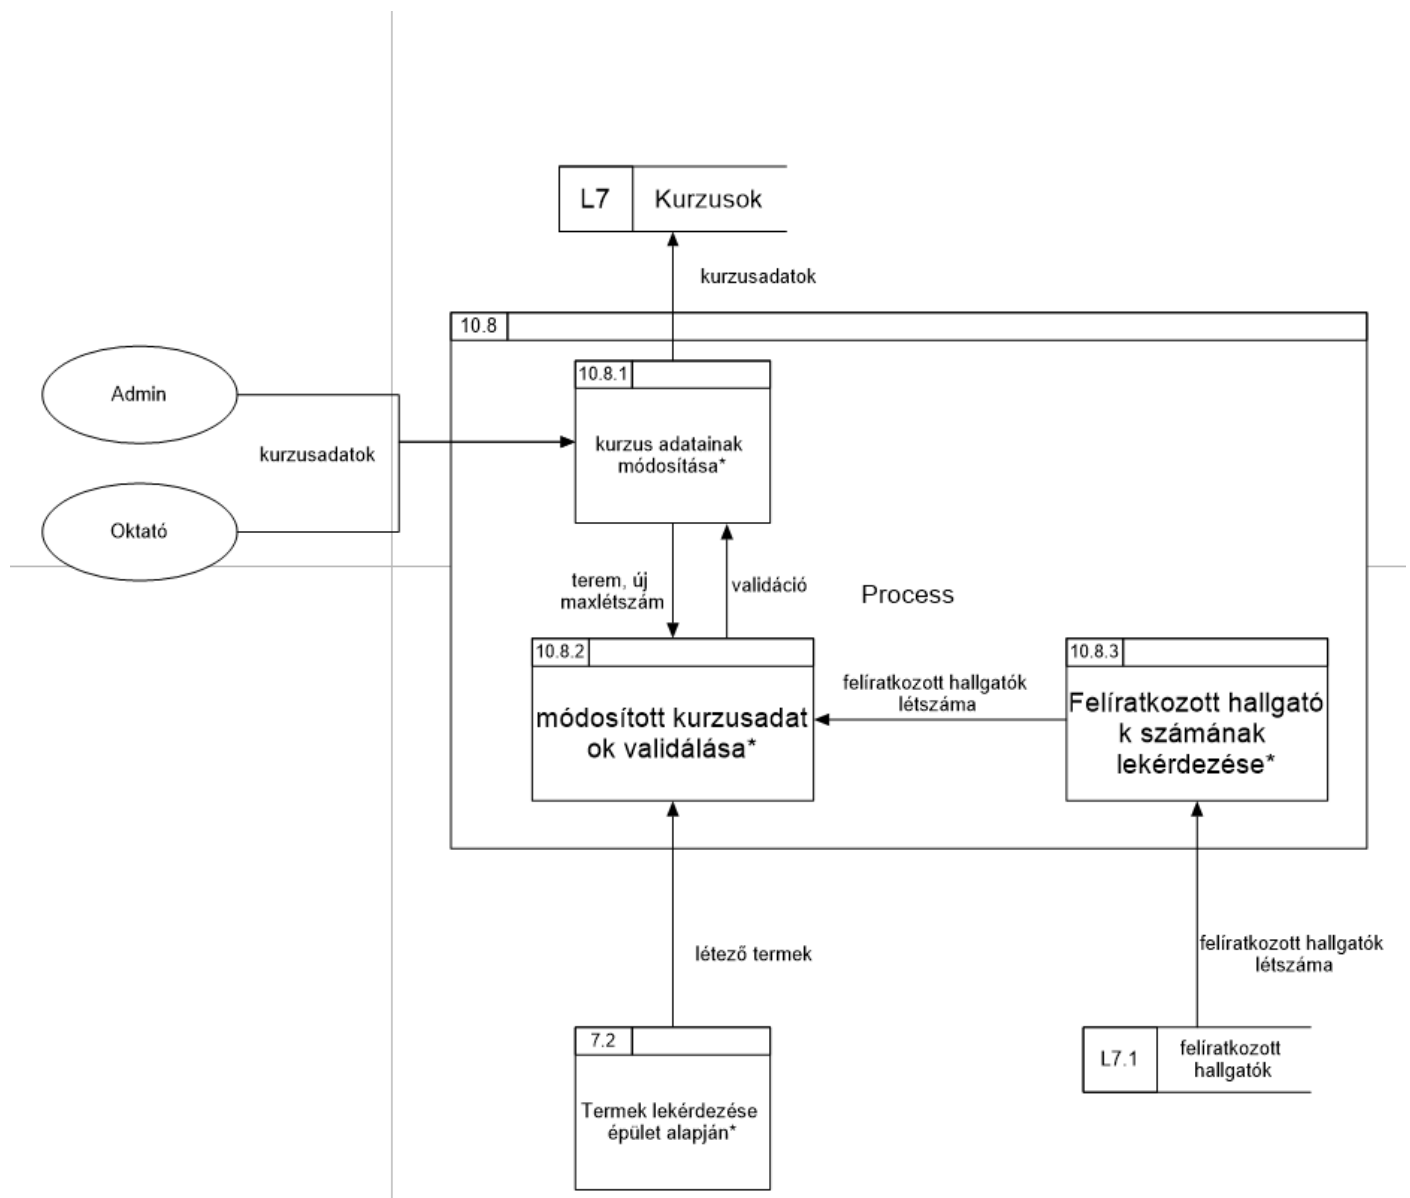 L7
Kurzusok
kurzusadatok
10.8
10.8.1
Admin
kurzus adatainak
módosítása*
kurzusadatok
Oktató
terem, új
maxlétszám
validáció
Process
10.8.2
10.8.3
felíratkozott hallgatók
létszáma
módosított kurzusadat
ok validálása*
Felíratkozott hallgató
k számának
lekérdezése*
létező termek
felíratkozott hallgatók
létszáma
7.2
L7.1
felíratkozott
hallgatók
Termek lekérdezése
épület alapján*